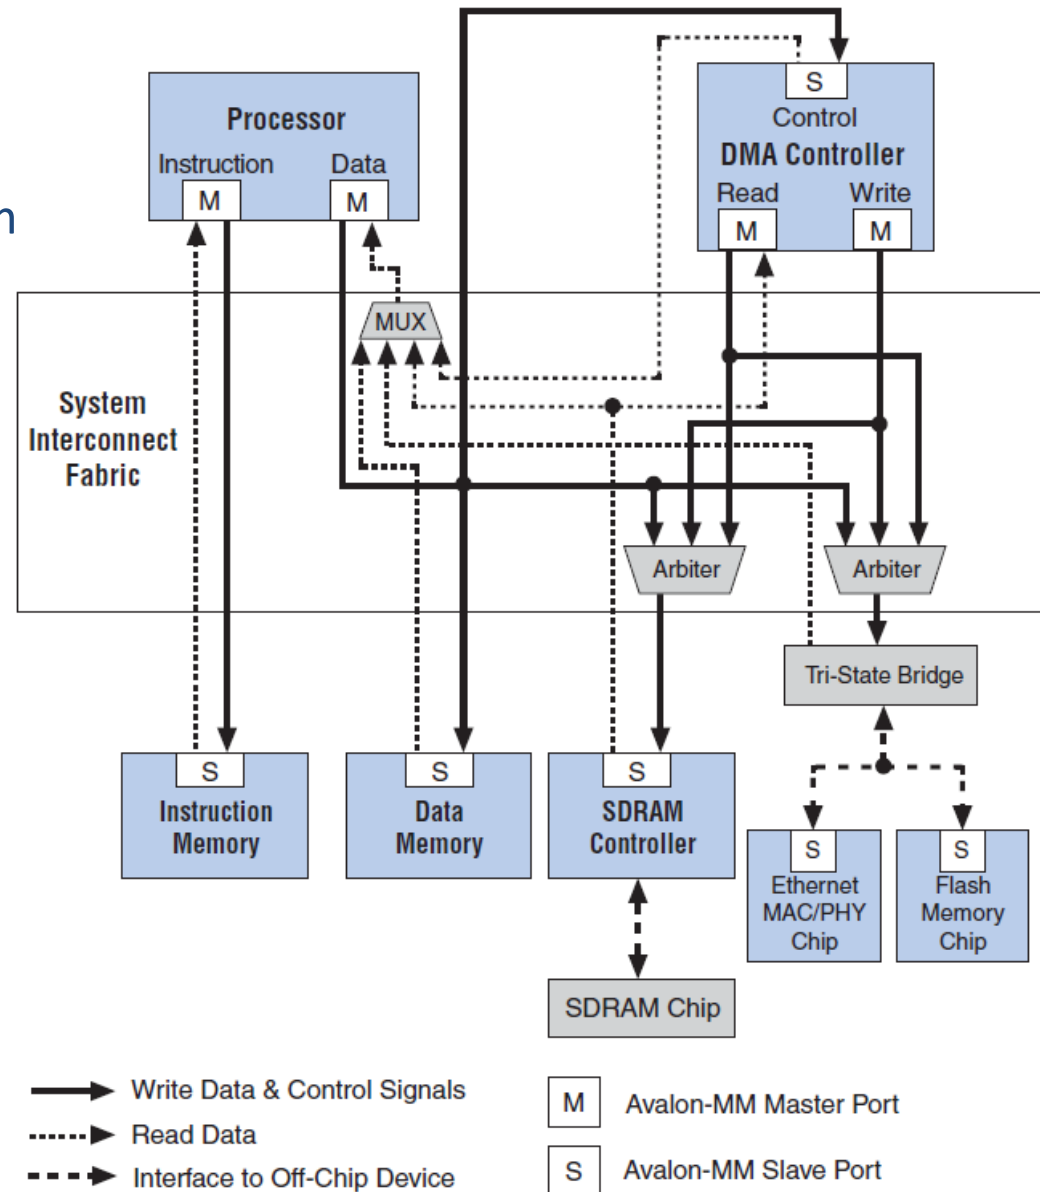 S
Control
Processor
DMA Controller
Instruction Data
Read Write
M M
M M
n
MUX
System
Interconnect
Fabric
Arbiter Arbiter
Tri-State Bridge
S S S
Instruction
Memory
Data
Memory
SDRAM
Controller
S S
Ethernet
MAC/PHY
Chip
Flash
Memory
Chip
SDRAM Chip
Write Data & Control Signals
M Avalon-MM Master Port
Read Data
Interface to Off-Chip Device
S Avalon-MM Slave Port